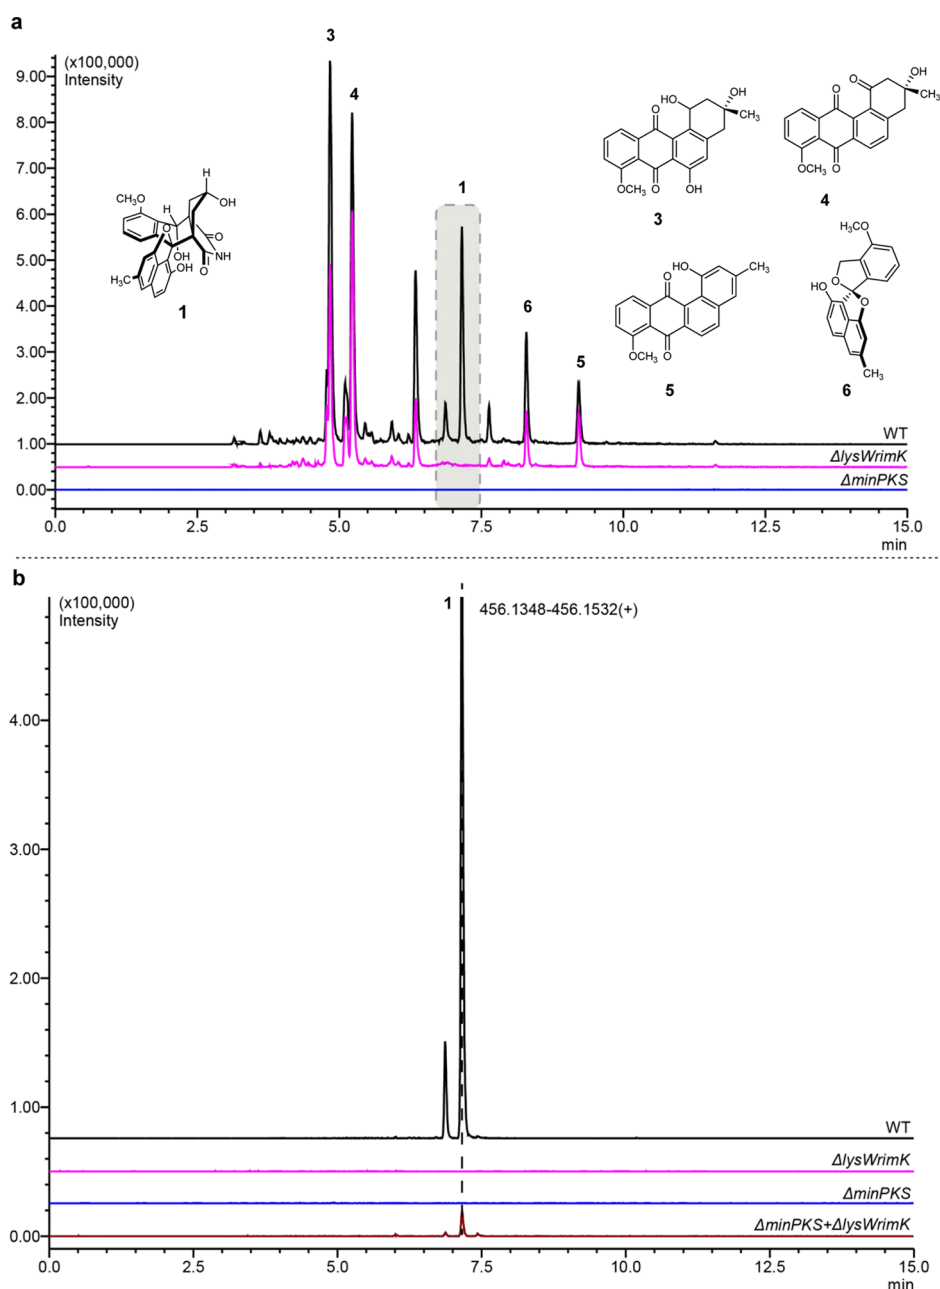 a
(x100,000)
Intensity
9.00
8.00
7.00
6.00
5.00
4.00
3.00
2.00
1.00
0.00
3
4
1
6
5
H
CH₃O
OH
H
O
O
OH
OH
NH
O
H₃C
1
O
HO
OH
CH₃
OCH₃
O
OH
3
O
OH
O
CH₃
O
OCH₃
4
OH
CH₃
O
O
OCH₃
5
CH₃O
O
HO
O
CH₃
6
WT
ΔlysWrimK
ΔminPKS
0.0
2.5
5.0
7.5
10.0
12.5
15.0
min
b
(x100,000)
Intensity
1
456.1348-456.1532(+)
4.00
3.00
2.00
1.00
0.00
WT
ΔlysWrimK
ΔminPKS
ΔminPKS+ΔlysWrimK
0.0
2.5
5.0
7.5
10.0
12.5
15.0
min